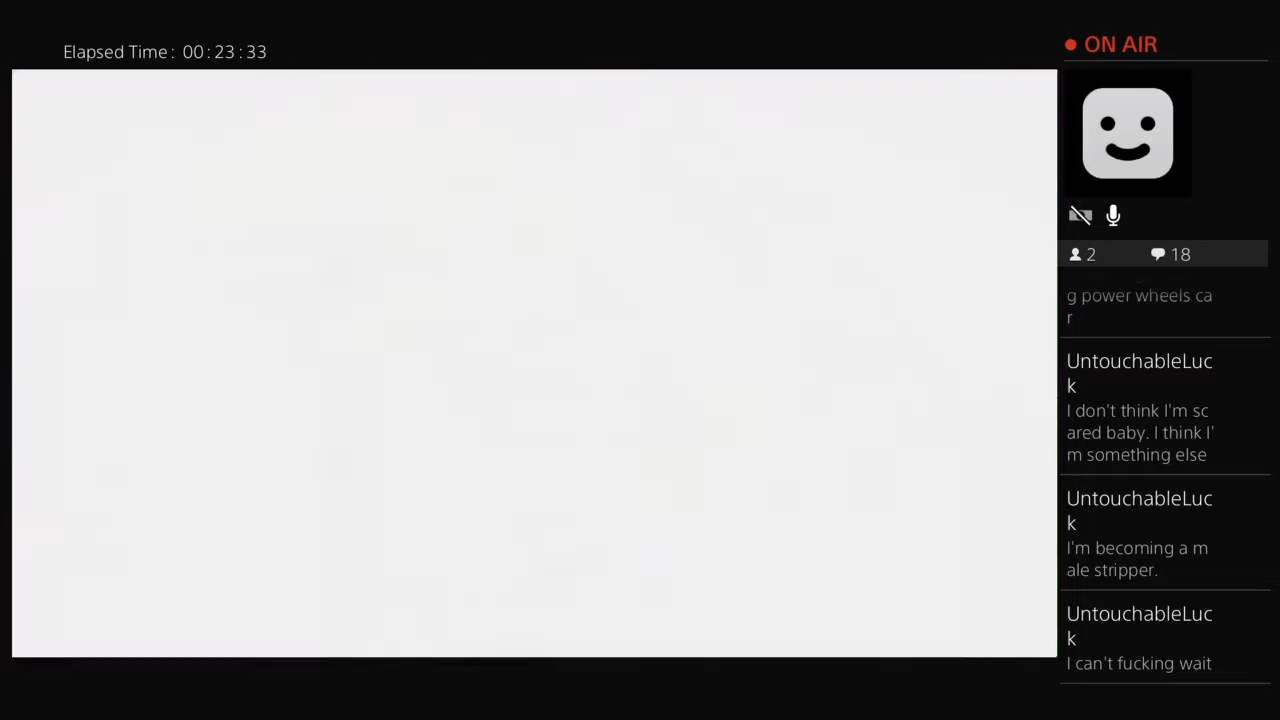 Elapsed Time: 00:23:33
ON AIR
2 18
g power wheels ca
r
UntouchableLuc
k
I don't think I'm sc
ared baby. I think I'
m something else
UntouchableLuc
k
I'm becoming a m
ale stripper.
UntouchableLuc
k
I can't fucking wait